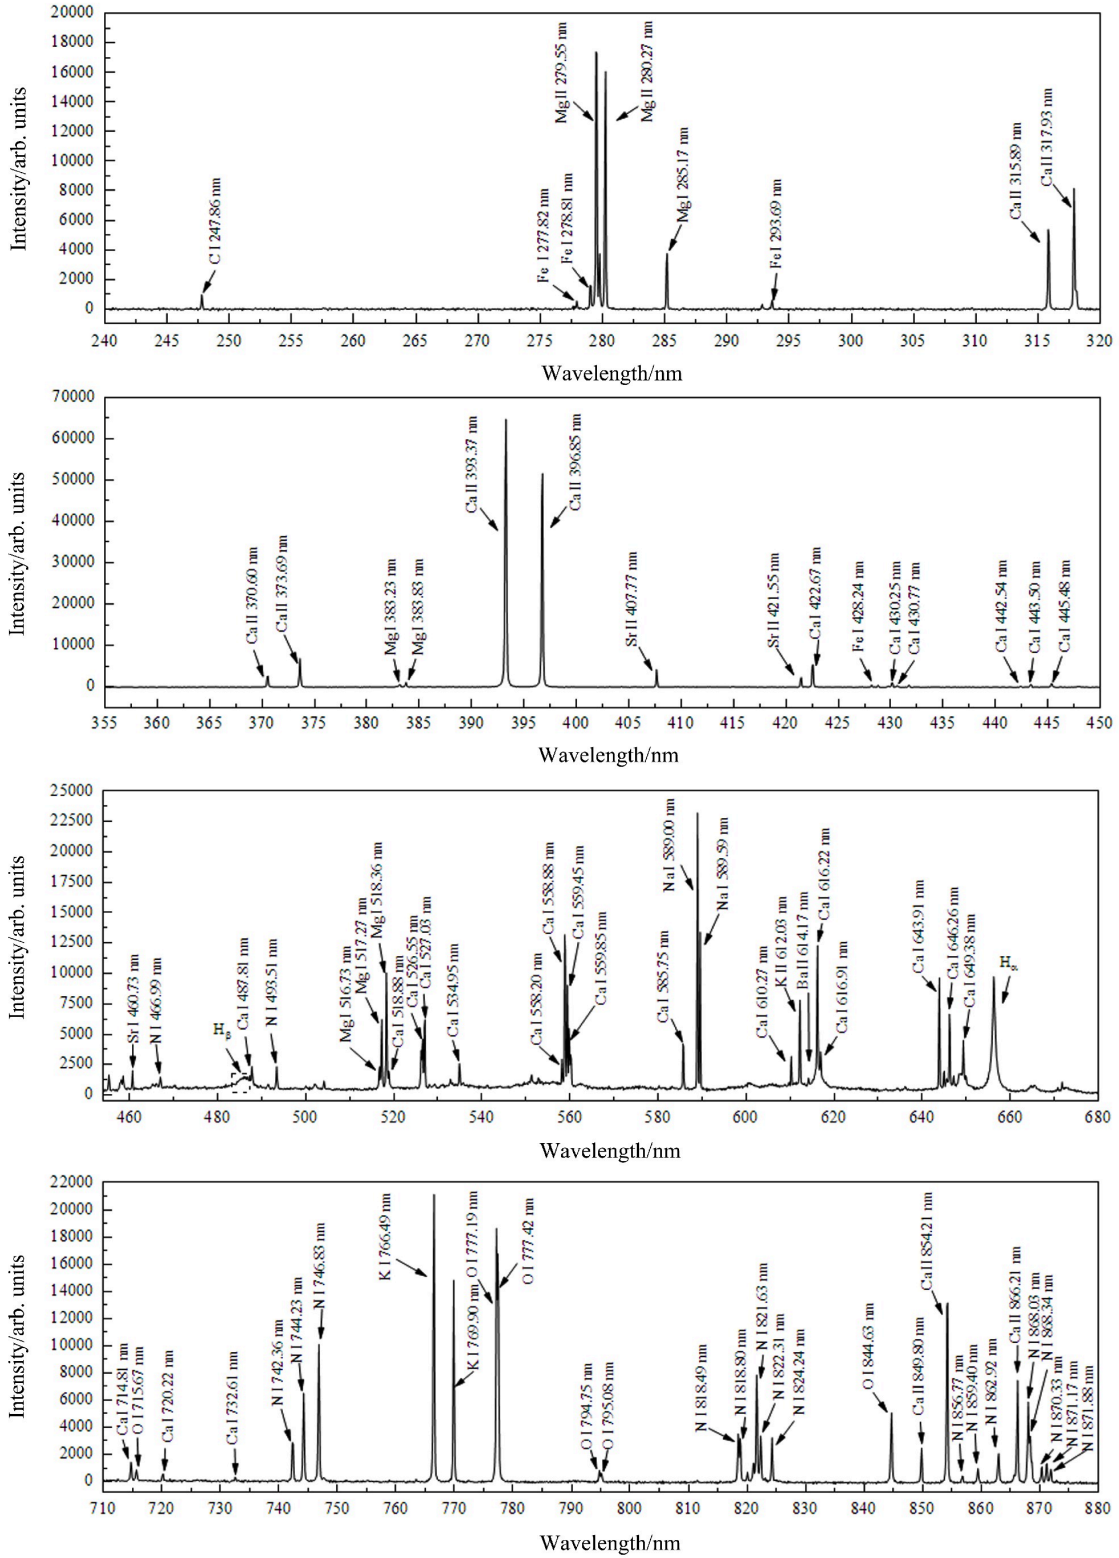 Intensity/arb. units
20000
18000
16000
14000
12000
10000
8000
6000
4000
2000
0
C I 247.86 nm
Fe I 277.82 nm
Fe I 278.81 nm
Mg II 279.55 nm
Mg II 280.27 nm
Mg I 285.17 nm
Fe I 293.69 nm
Ca II 315.89 nm
Ca II 317.93 nm
240 245 250 255 260 265 270 275 280 285 290 295 300 305 310 315 320
Wavelength/nm
Intensity/arb. units
70000
60000
50000
40000
30000
20000
10000
0
Ca II 370.60 nm
Ca II 373.69 nm
Mg I 383.23 nm
Mg I 383.83 nm
Ca II 393.37 nm
Ca II 396.85 nm
Sr II 407.77 nm
Sr II 421.55 nm
Ca I 422.67 nm
Fe I 428.24 nm
Ca I 430.25 nm
Ca I 430.77 nm
Ca I 442.54 nm
Ca I 443.50 nm
Ca I 445.48 nm
355 360 365 370 375 380 385 390 395 400 405 410 415 420 425 430 435 440 445 450
Wavelength/nm
Intensity/arb. units
25000
22500
20000
17500
15000
12500
10000
7500
5000
2500
0
Sr I 460.73 nm
N I 466.99 nm
Hβ
Ca I 487.81 nm
N I 493.51 nm
Mg I 516.73 nm
Mg I 517.27 nm
Mg I 518.36 nm
Ca I 518.88 nm
Ca I 526.55 nm
Ca I 527.03 nm
Ca I 534.95 nm
Ca I 558.20 nm
Ca I 558.88 nm
Ca I 559.45 nm
Ca I 559.85 nm
Ca I 585.75 nm
Na I 589.00 nm
Na I 589.59 nm
Ca I 610.27 nm
K II 612.03 nm
Ba II 614.17 nm
Ca I 616.22 nm
Ca I 616.91 nm
Ca I 643.91 nm
Ca I 646.26 nm
Ca I 649.38 nm
Hα
460 480 500 520 540 560 580 600 620 640 660 680
Wavelength/nm
Intensity/arb. units
22000
20000
18000
16000
14000
12000
10000
8000
6000
4000
2000
0
Ca I 714.81 nm
O I 715.67 nm
Ca I 720.22 nm
Ca I 732.61 nm
N I 742.36 nm
N I 744.23 nm
N I 746.83 nm
K I 766.49 nm
K I 769.90 nm
O I 777.19 nm
O I 777.42 nm
O I 794.75 nm
O I 795.08 nm
N I 818.49 nm
N I 818.80 nm
N I 821.63 nm
N I 822.31 nm
N I 824.24 nm
O I 844.63 nm
Ca II 849.80 nm
Ca II 854.21 nm
N I 856.77 nm
N I 859.40 nm
N I 862.92 nm
Ca II 866.21 nm
N I 868.03 nm
N I 868.34 nm
N I 870.33 nm
N I 871.17 nm
N I 871.88 nm
710 720 730 740 750 760 770 780 790 800 810 820 830 840 850 860 870 880
Wavelength/nm